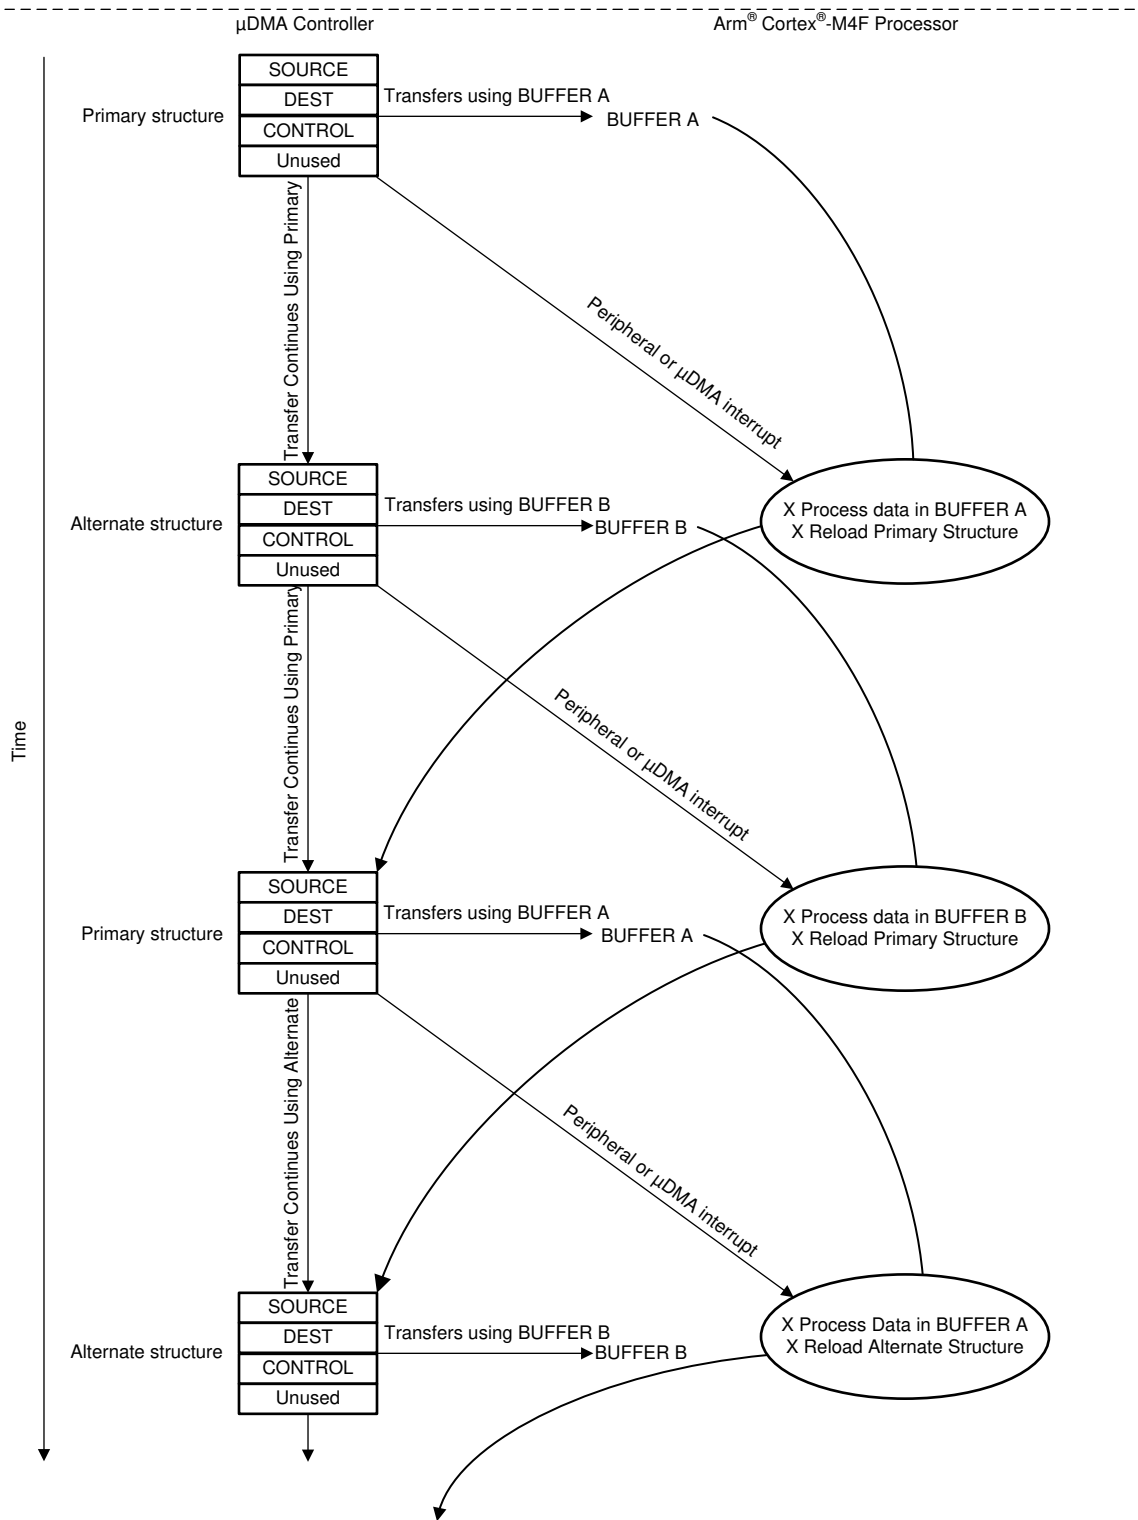 µDMA Controller
Arm® Cortex®-M4F Processor
SOURCE
DEST
CONTROL
Unused
Primary structure
Transfers using BUFFER A
BUFFER A
Transfer Continues Using Primary
Peripheral or µDMA interrupt
SOURCE
DEST
CONTROL
Unused
Alternate structure
Transfers using BUFFER B
BUFFER B
X Process data in BUFFER A
X Reload Primary Structure
Transfer Continues Using Primary
Peripheral or µDMA interrupt
Time
SOURCE
DEST
CONTROL
Unused
Primary structure
Transfers using BUFFER A
BUFFER A
X Process data in BUFFER B
X Reload Primary Structure
Transfer Continues Using Alternate
Peripheral or µDMA interrupt
SOURCE
DEST
CONTROL
Unused
Alternate structure
Transfers using BUFFER B
BUFFER B
X Process Data in BUFFER A
X Reload Alternate Structure